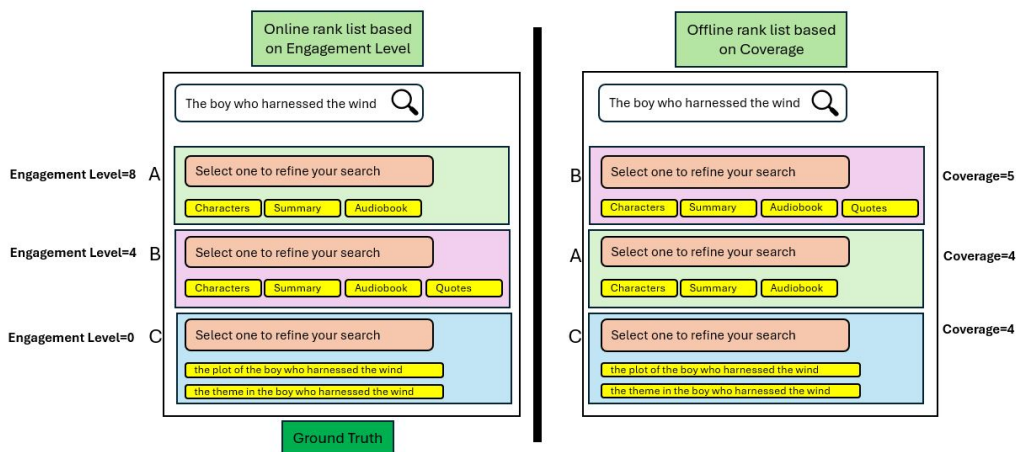 Online rank list based
on Engagement Level
The boy who harnessed the wind
Engagement Level=8
A
Select one to refine your search
Characters
Summary
Audiobook
Engagement Level=4
B
Select one to refine your search
Characters
Summary
Audiobook
Quotes
Engagement Level=0
C
Select one to refine your search
the plot of the boy who harnessed the wind
the theme in the boy who harnessed the wind
Ground Truth
Offline rank list based
on Coverage
The boy who harnessed the wind
B
Select one to refine your search
Coverage=5
Characters
Summary
Audiobook
Quotes
A
Select one to refine your search
Coverage=4
Characters
Summary
Audiobook
C
Select one to refine your search
Coverage=4
the plot of the boy who harnessed the wind
the theme in the boy who harnessed the wind